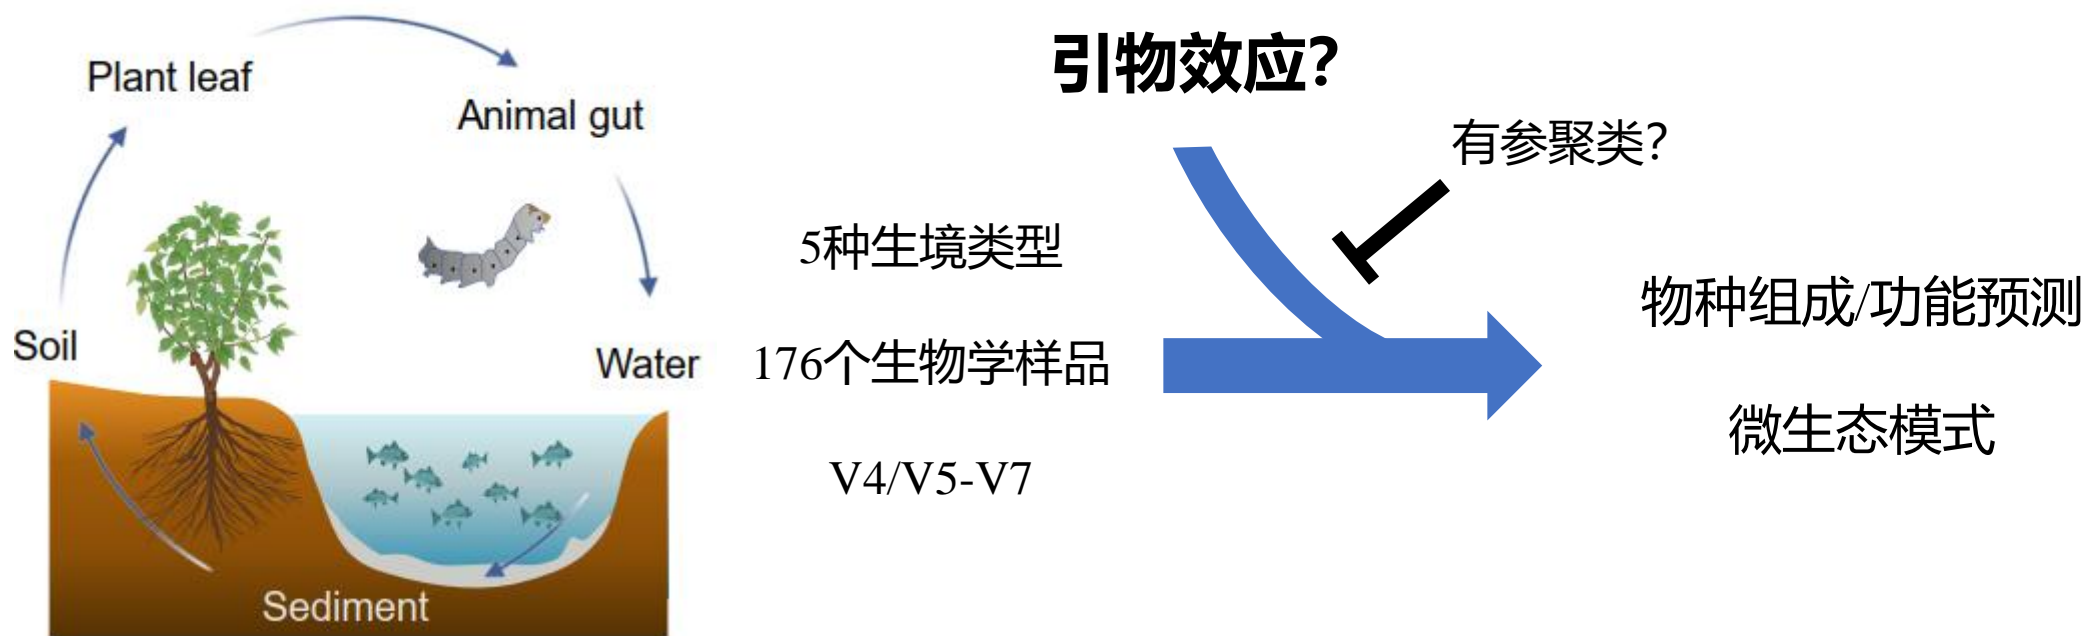 Plant leaf
Animal gut
Soil
Water
Sediment
引物效应?
有参聚类?
5种生境类型
176个生物学样品
V4/V5-V7
物种组成/功能预测
微生态模式